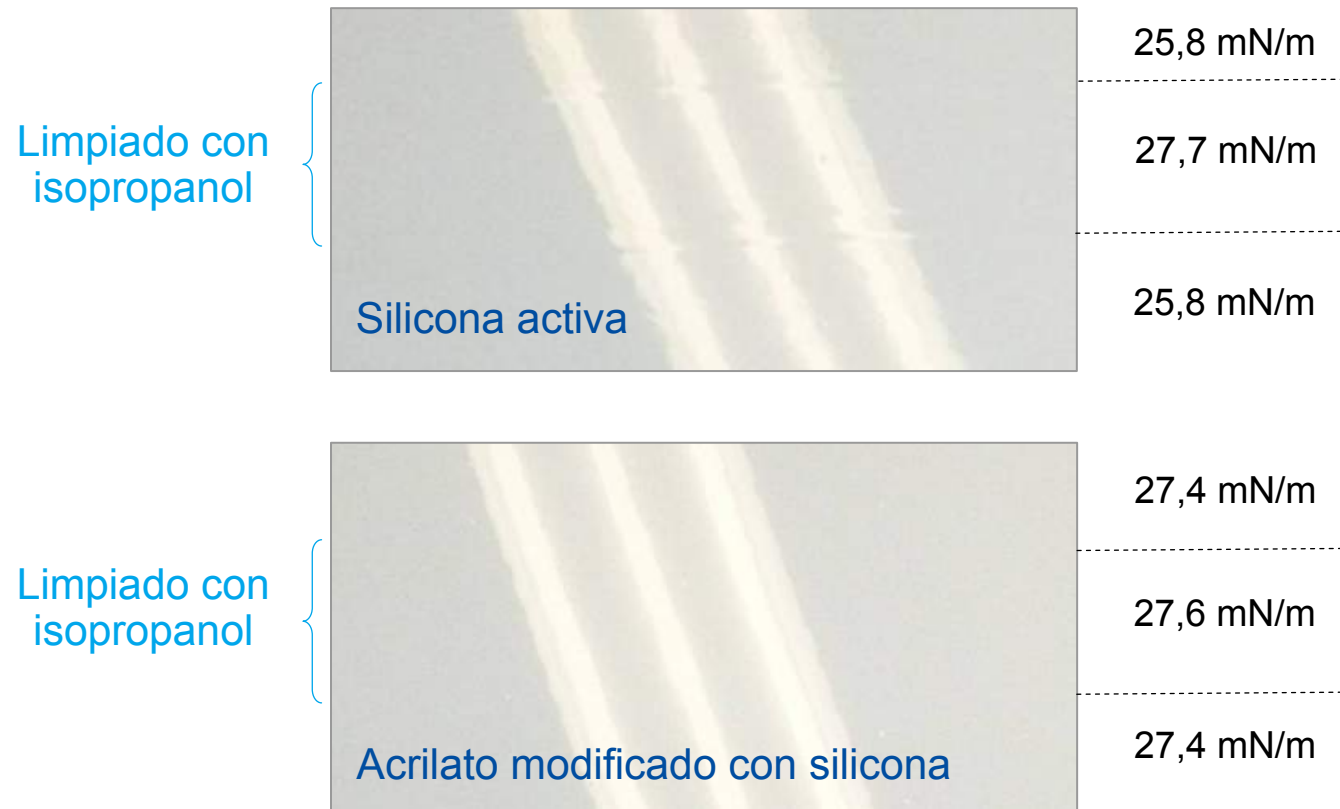 25,8 mN/m
Limpiado con
isopropanol
27,7 mN/m
25,8 mN/m
Silicona activa
27,4 mN/m
Limpiado con
isopropanol
27,6 mN/m
27,4 mN/m
Acrilato modificado con silicona